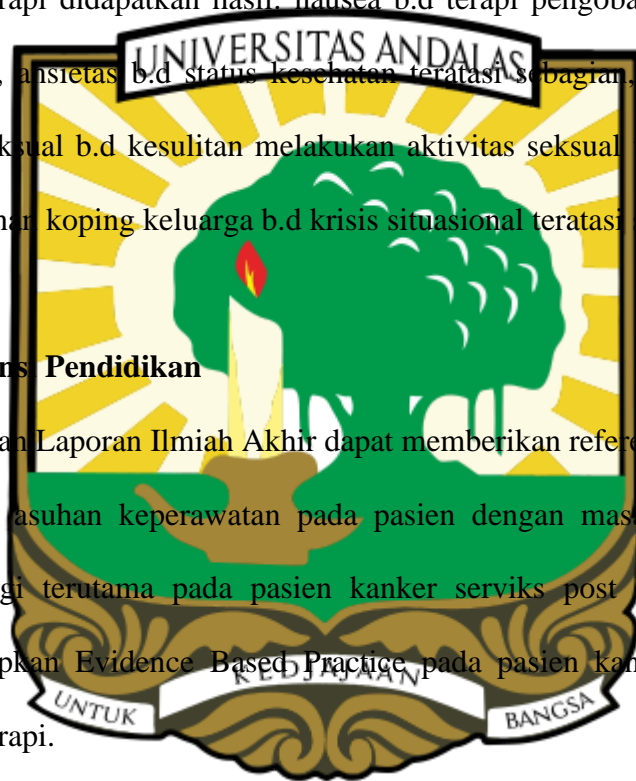 rapi didapatkan hasil: nausea b.d terapi pengoba
UNIVERSITAS ANDALAS
, ansietas b.d status kesehatan teratasi sebagian,
ksual b.d kesulitan melakukan aktivitas seksual
an koping keluarga b.d krisis situasional teratasi
nsi Pendidikan
an Laporan Ilmiah Akhir dapat memberikan refere
asuhan keperawatan pada pasien dengan mas
gi terutama pada pasien kanker serviks post
pkan Evidence Based Practice pada pasien kan
KEDJAJAAN
UNTUK BANGSA
rapi.